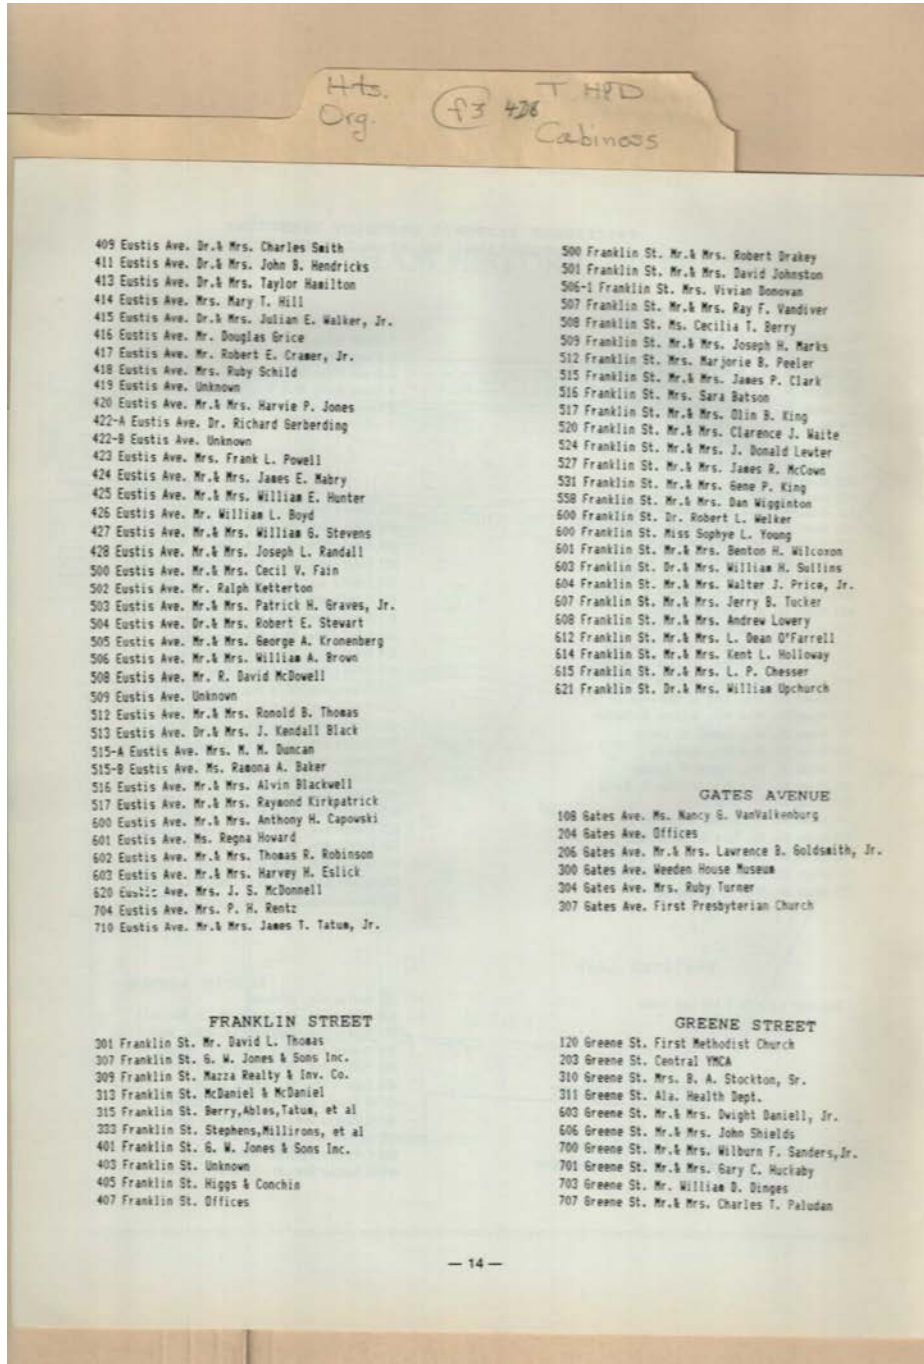 Hts. T HPD
Org. f3 428
Cabiness
409 Eustis Ave. Dr.& Mrs. Charles Smith
411 Eustis Ave. Dr.& Mrs. John B. Hendricks
413 Eustis Ave. Dr.& Mrs. Taylor Hamilton
414 Eustis Ave. Mrs. Mary T. Hill
415 Eustis Ave. Dr.& Mrs. Julian E. Walker, Jr.
416 Eustis Ave. Mr. Douglas Grice
417 Eustis Ave. Mr. Robert E. Cramer, Jr.
418 Eustis Ave. Mrs. Ruby Schild
419 Eustis Ave. Unknown
420 Eustis Ave. Mr.& Mrs. Harvie P. Jones
422-A Eustis Ave. Dr. Richard Gerberding
422-B Eustis Ave. Unknown
423 Eustis Ave. Mrs. Frank L. Powell
424 Eustis Ave. Mr.& Mrs. James E. Mabry
425 Eustis Ave. Mr.& Mrs. William E. Hunter
426 Eustis Ave. Mr. William L. Boyd
427 Eustis Ave. Mr.& Mrs. William G. Stevens
428 Eustis Ave. Mr.& Mrs. Joseph L. Randall
500 Eustis Ave. Mr.& Mrs. Cecil V. Fain
502 Eustis Ave. Mr. Ralph Ketterton
503 Eustis Ave. Mr.& Mrs. Patrick H. Graves, Jr.
504 Eustis Ave. Dr.& Mrs. Robert E. Stewart
505 Eustis Ave. Mr.& Mrs. George A. Kronenberg
506 Eustis Ave. Mr.& Mrs. William A. Brown
508 Eustis Ave. Mr. R. David McDowell
509 Eustis Ave. Unknown
512 Eustis Ave. Mr.& Mrs. Ronold B. Thomas
513 Eustis Ave. Dr.& Mrs. J. Kendall Black
515-A Eustis Ave. Mrs. M. M. Duncan
515-B Eustis Ave. Ms. Ramona A. Baker
516 Eustis Ave. Mr.& Mrs. Alvin Blackwell
517 Eustis Ave. Mr.& Mrs. Raymond Kirkpatrick
600 Eustis Ave. Mr.& Mrs. Anthony H. Capowski
601 Eustis Ave. Ms. Regna Howard
602 Eustis Ave. Mr.& Mrs. Thomas R. Robinson
603 Eustis Ave. Mr.& Mrs. Harvey H. Eslick
620 Eustis Ave. Mrs. J. S. McDonnell
704 Eustis Ave. Mrs. P. H. Rentz
710 Eustis Ave. Mr.& Mrs. James T. Tatum, Jr.
FRANKLIN STREET
301 Franklin St. Mr. David L. Thomas
307 Franklin St. G. W. Jones & Sons Inc.
309 Franklin St. Mazza Realty & Inv. Co.
313 Franklin St. McDaniel & McDaniel
315 Franklin St. Berry,Ables,Tatum, et al
333 Franklin St. Stephens,Millirons, et al
401 Franklin St. G. W. Jones & Sons Inc.
403 Franklin St. Unknown
405 Franklin St. Higgs & Conchin
407 Franklin St. Offices
500 Franklin St. Mr.& Mrs. Robert Drakey
501 Franklin St. Mr.& Mrs. David Johnston
506-1 Franklin St. Mrs. Vivian Donovan
507 Franklin St. Mr.& Mrs. Ray F. Vandiver
508 Franklin St. Ms. Cecilia T. Berry
509 Franklin St. Mr.& Mrs. Joseph H. Marks
512 Franklin St. Mrs. Marjorie B. Peeler
515 Franklin St. Mr.& Mrs. James P. Clark
516 Franklin St. Mrs. Sara Batson
517 Franklin St. Mr.& Mrs. Olin B. King
520 Franklin St. Mr.& Mrs. Clarence J. Waite
524 Franklin St. Mr.& Mrs. J. Donald Lewter
527 Franklin St. Mr.& Mrs. James R. McCown
531 Franklin St. Mr.& Mrs. Gene P. King
558 Franklin St. Mr.& Mrs. Dan Wigginton
600 Franklin St. Dr. Robert L. Welker
600 Franklin St. Miss Sophye L. Young
601 Franklin St. Mr.& Mrs. Benton H. Wilcoxon
603 Franklin St. Dr.& Mrs. William H. Sullins
604 Franklin St. Mr.& Mrs. Walter J. Price, Jr.
607 Franklin St. Mr.& Mrs. Jerry B. Tucker
608 Franklin St. Mr.& Mrs. Andrew Lowery
612 Franklin St. Mr.& Mrs. L. Dean O'Farrell
614 Franklin St. Mr.& Mrs. Kent L. Holloway
615 Franklin St. Mr.& Mrs. L. P. Chesser
621 Franklin St. Dr.& Mrs. William Upchurch
GATES AVENUE
108 Gates Ave. Ms. Nancy G. VanValkenburg
204 Gates Ave. Offices
206 Gates Ave. Mr.& Mrs. Lawrence B. Goldsmith, Jr.
300 Gates Ave. Weeden House Museum
304 Gates Ave. Mrs. Ruby Turner
307 Gates Ave. First Presbyterian Church
GREENE STREET
120 Greene St. First Methodist Church
203 Greene St. Central YMCA
310 Greene St. Mrs. B. A. Stockton, Sr.
311 Greene St. Ala. Health Dept.
603 Greene St. Mr.& Mrs. Dwight Daniell, Jr.
606 Greene St. Mr.& Mrs. John Shields
700 Greene St. Mr.& Mrs. Wilburn F. Sanders,Jr.
701 Greene St. Mr.& Mrs. Gary C. Huckaby
703 Greene St. Mr. William D. Dinges
707 Greene St. Mr.& Mrs. Charles T. Paludan
— 14 —